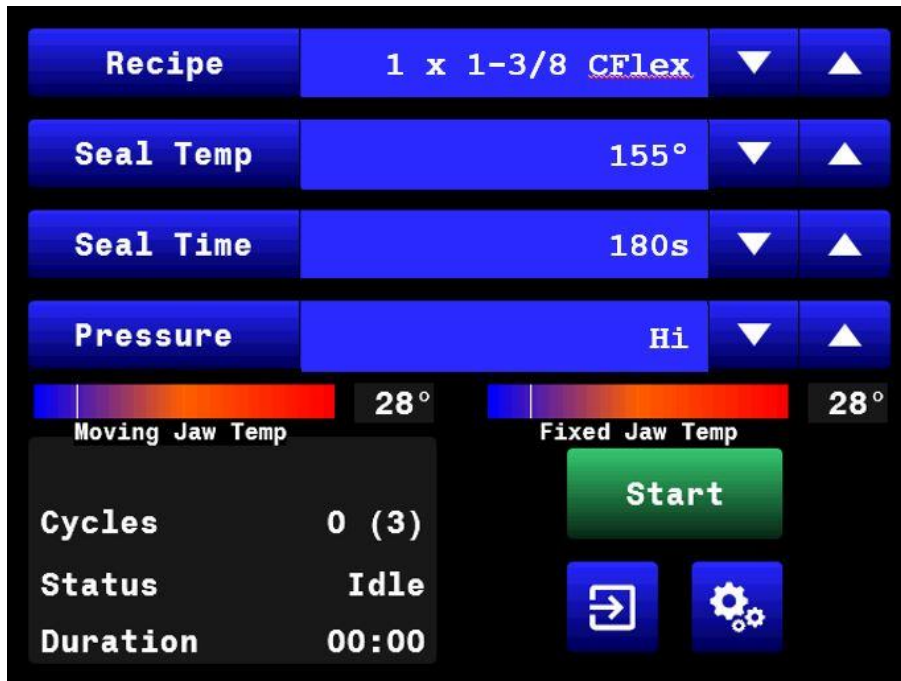 Recipe 1 x 1-3/8 CFlex
Seal Temp 155°
Seal Time 180s
Pressure Hi
28° 28°
Moving Jaw Temp Fixed Jaw Temp
Start
Cycles 0 (3)
Status Idle
Duration 00:00